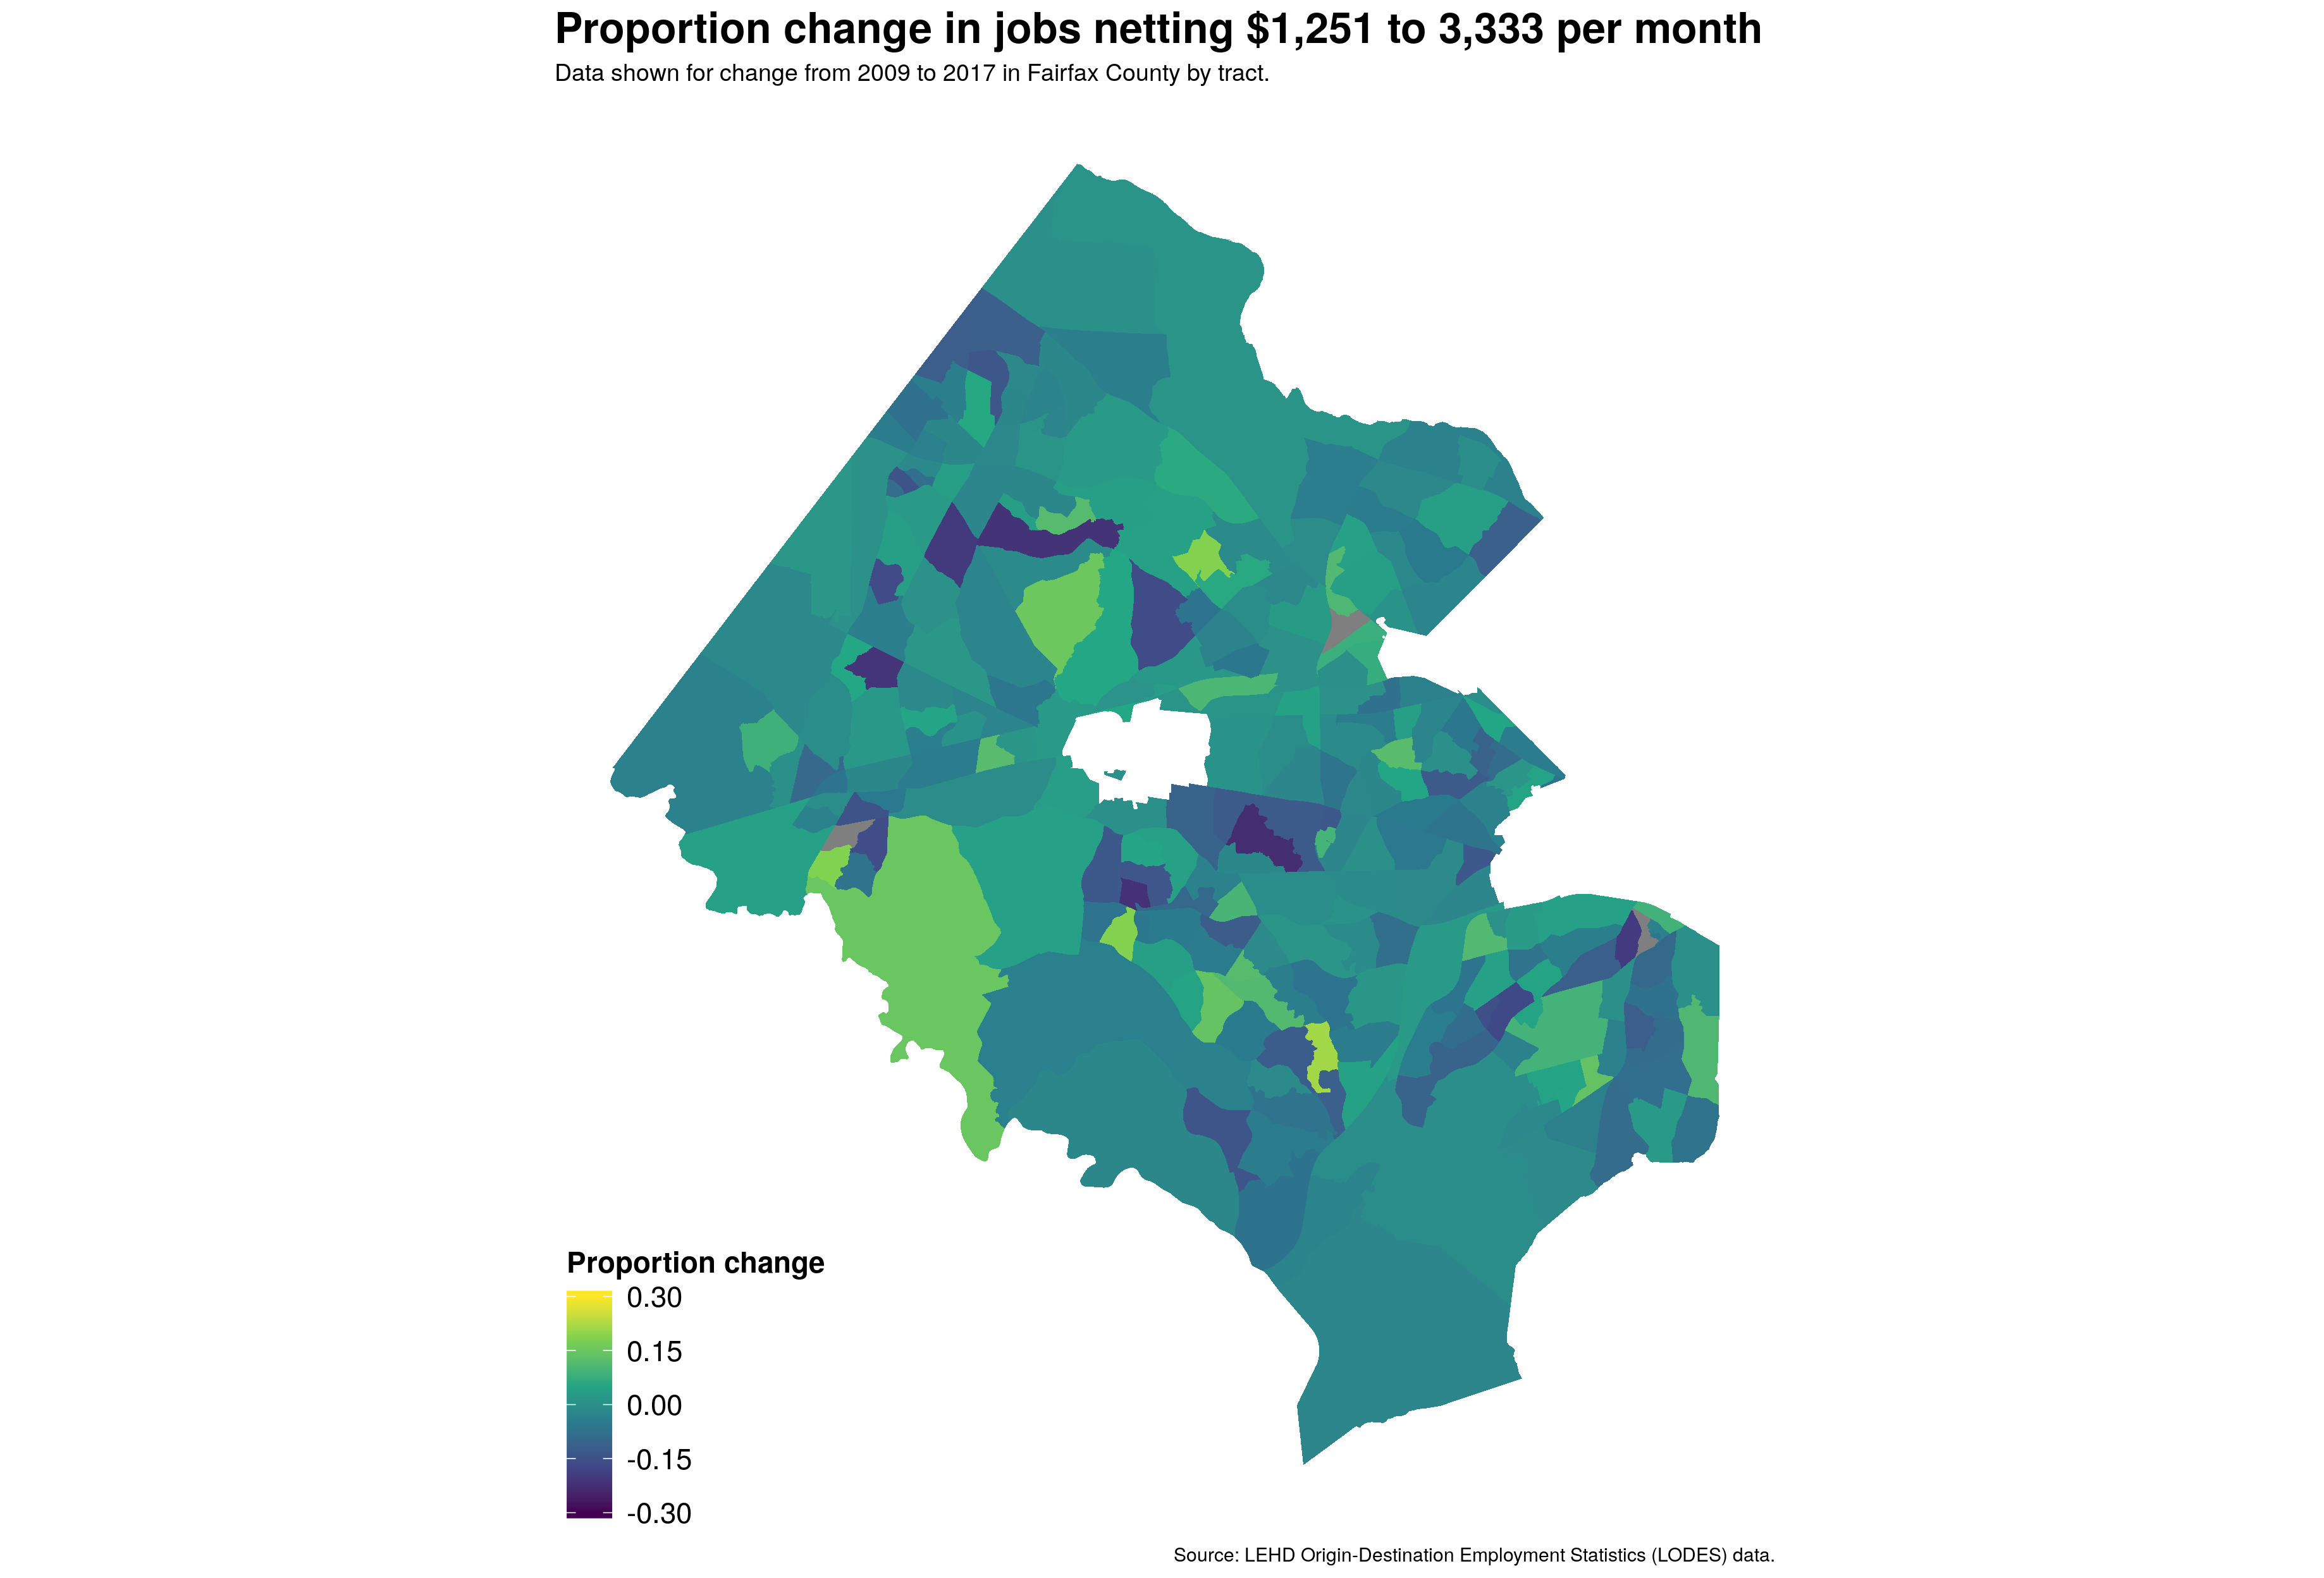 Proportion change in jobs netting $1,251 to 3,333 per month
Data shown for change from 2009 to 2017 in Fairfax County by tract.
Proportion change
0.30
0.15
0.00
-0.15
-0.30
Source: LEHD Origin-Destination Employment Statistics (LODES) data.